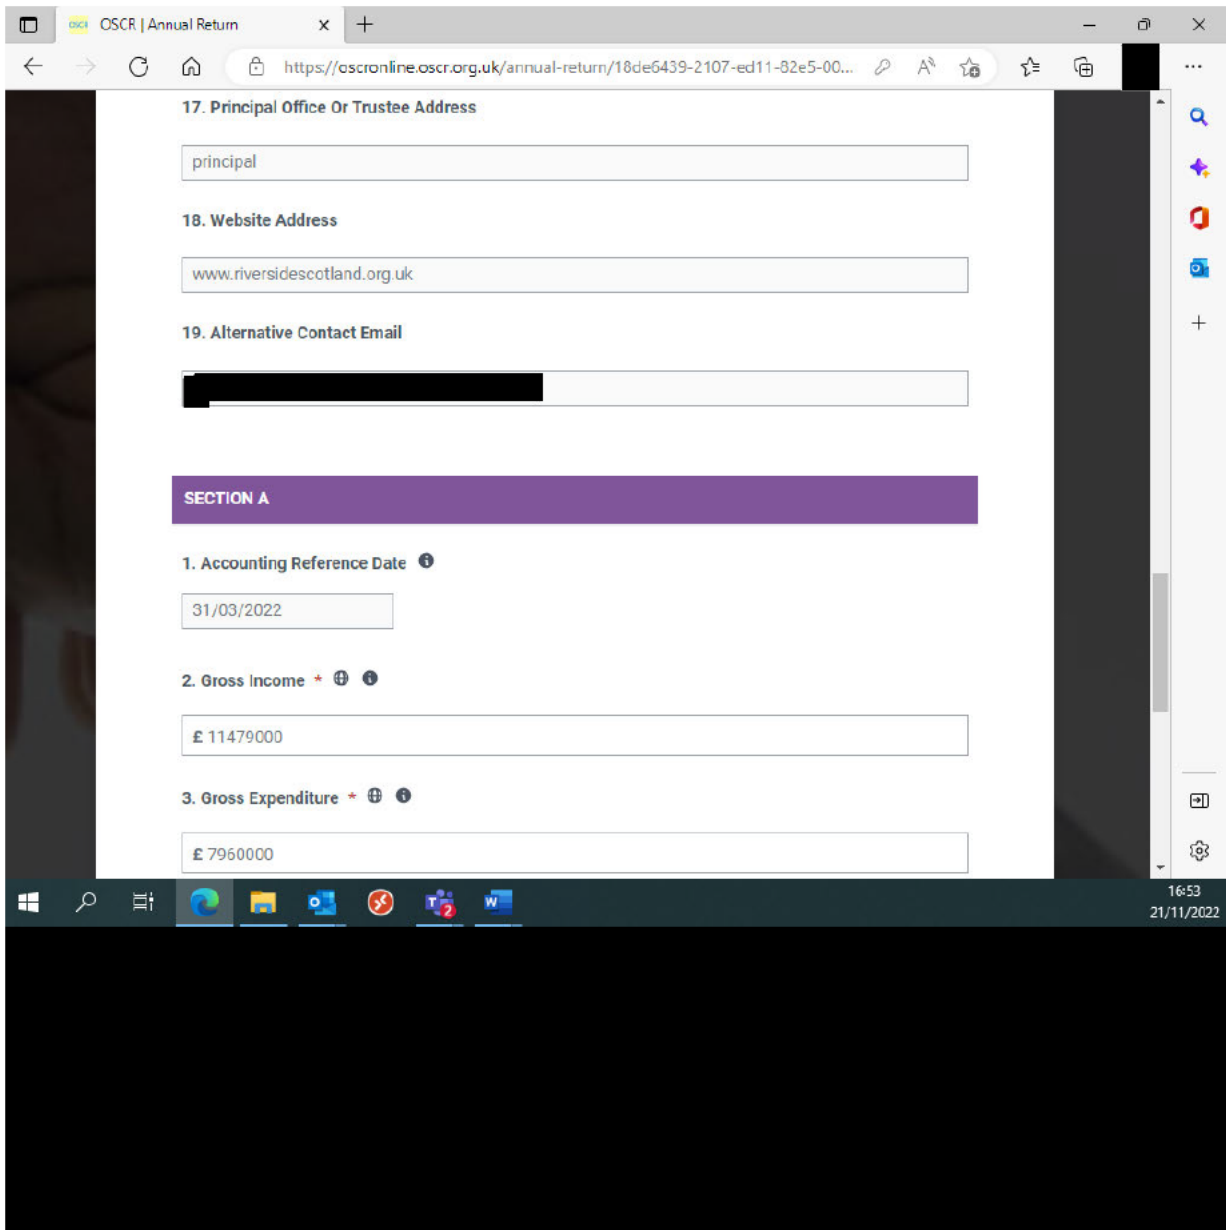 OSCR | Annual Return
https://oscronline.oscr.org.uk/annual-return/18de6439-2107-ed11-82e5-00...
17. Principal Office Or Trustee Address
principal
18. Website Address
www.riversidescotland.org.uk
19. Alternative Contact Email
SECTION A
1. Accounting Reference Date
31/03/2022
2. Gross Income *
£ 11479000
3. Gross Expenditure *
£ 7960000
16:53
21/11/2022